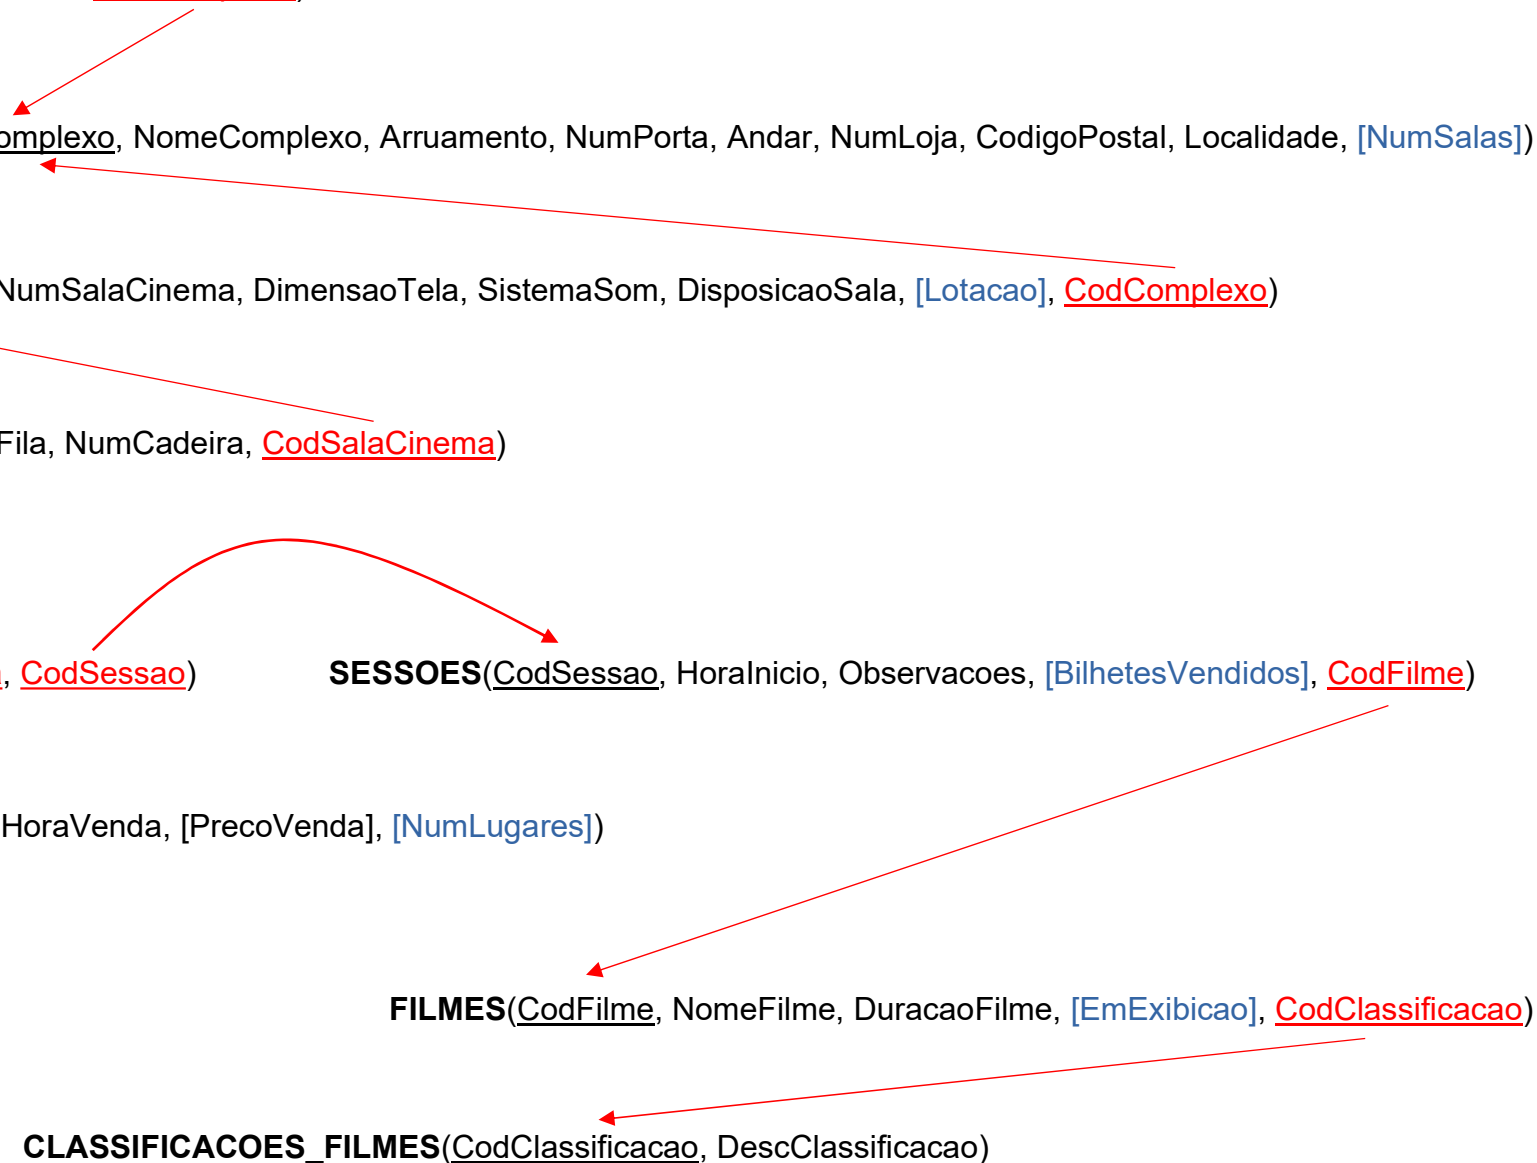 omplexo, NomeComplexo, Arruamento, NumPorta, Andar, NumLoja, CodigoPostal, Localidade, [NumSalas])
NumSalaCinema, DimensaoTela, SistemaSom, DisposicaoSala, [Lotacao], CodComplexo)
Fila, NumCadeira, CodSalaCinema)
, CodSessao) SESSOES(CodSessao, HoraInicio, Observacoes, [BilhetesVendidos], CodFilme)
HoraVenda, [PrecoVenda], [NumLugares])
FILMES(CodFilme, NomeFilme, DuracaoFilme, [EmExibicao], CodClassificacao)
CLASSIFICACOES_FILMES(CodClassificacao, DescClassificacao)